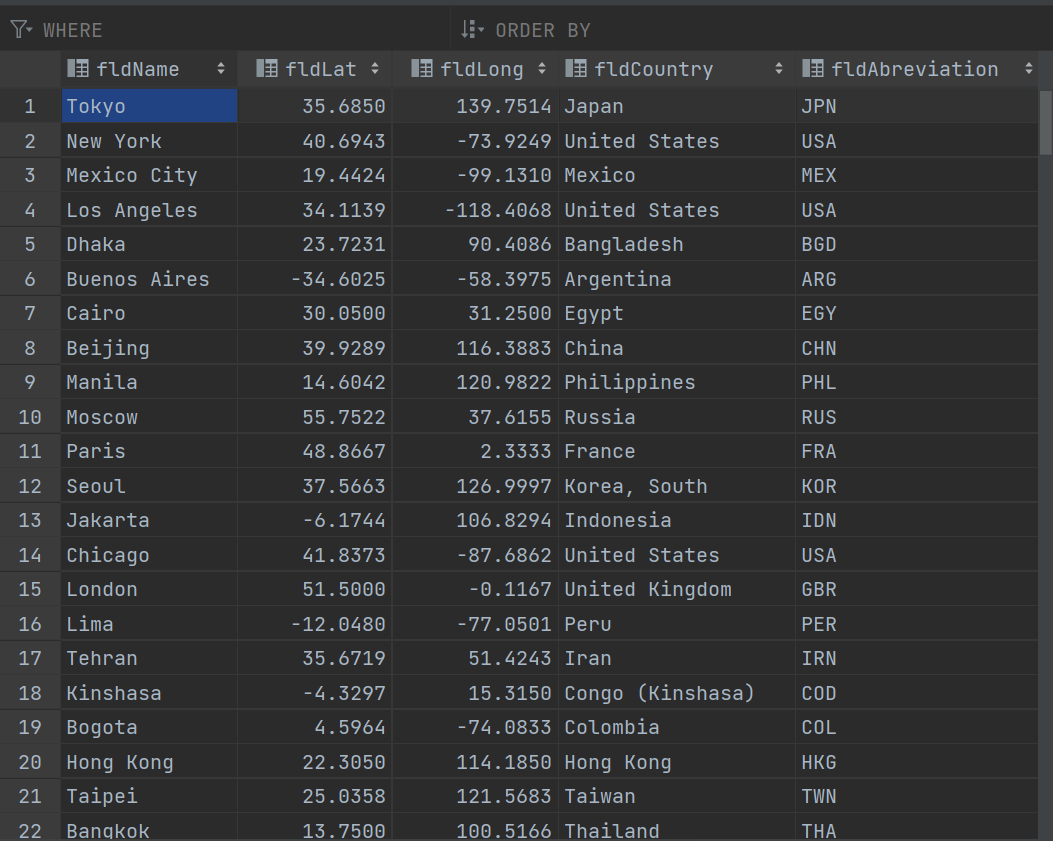 WHERE ORDER BY
fldName fldLat fldLong fldCountry fldAbreviation
1 Tokyo 35.6850 139.7514 Japan JPN
2 New York 40.6943 -73.9249 United States USA
3 Mexico City 19.4424 -99.1310 Mexico MEX
4 Los Angeles 34.1139 -118.4068 United States USA
5 Dhaka 23.7231 90.4086 Bangladesh BGD
6 Buenos Aires -34.6025 -58.3975 Argentina ARG
7 Cairo 30.0500 31.2500 Egypt EGY
8 Beijing 39.9289 116.3883 China CHN
9 Manila 14.6042 120.9822 Philippines PHL
10 Moscow 55.7522 37.6155 Russia RUS
11 Paris 48.8667 2.3333 France FRA
12 Seoul 37.5663 126.9997 Korea, South KOR
13 Jakarta -6.1744 106.8294 Indonesia IDN
14 Chicago 41.8373 -87.6862 United States USA
15 London 51.5000 -0.1167 United Kingdom GBR
16 Lima -12.0480 -77.0501 Peru PER
17 Tehran 35.6719 51.4243 Iran IRN
18 Kinshasa -4.3297 15.3150 Congo (Kinshasa) COD
19 Bogota 4.5964 -74.0833 Colombia COL
20 Hong Kong 22.3050 114.1850 Hong Kong HKG
21 Taipei 25.0358 121.5683 Taiwan TWN
22 Bangkok 13.7500 100.5166 Thailand THA